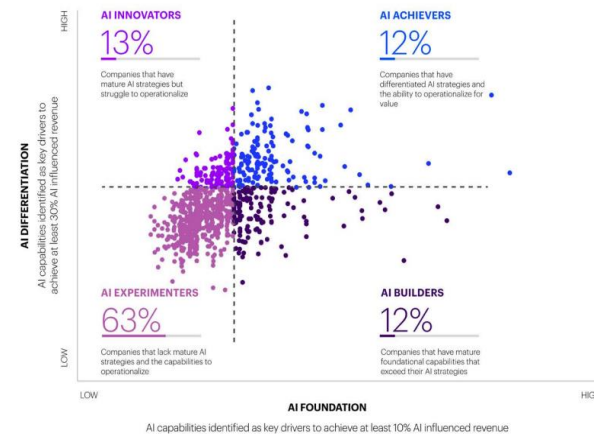 HIGH
AI DIFFERENTIATION
AI capabilities identified as key drivers to
achieve at least 30% AI influenced revenue
LOW
AI INNOVATORS
13%
Companies that have
mature AI strategies but
struggle to operationalize
AI ACHIEVERS
12%
Companies that have
differentiated AI strategies and
the ability to operationalize for
value
AI EXPERIMENTERS
63%
Companies that lack mature AI
strategies and the capabilities to
operationalize
AI BUILDERS
12%
Companies that have mature
foundational capabilities that
exceed their AI strategies
LOW
HIG
AI FOUNDATION
AI capabilities identified as key drivers to achieve at least 10% AI influenced revenue